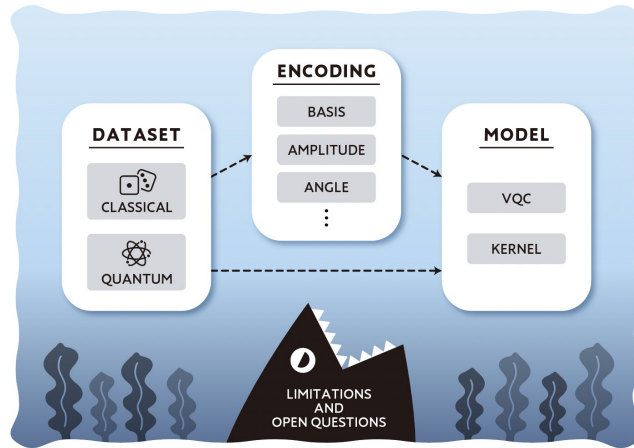 DATASET
CLASSICAL
QUANTUM
ENCODING
BASIS
AMPLITUDE
ANGLE
MODEL
VQC
KERNEL
LIMITATIONS
AND
OPEN QUESTIONS